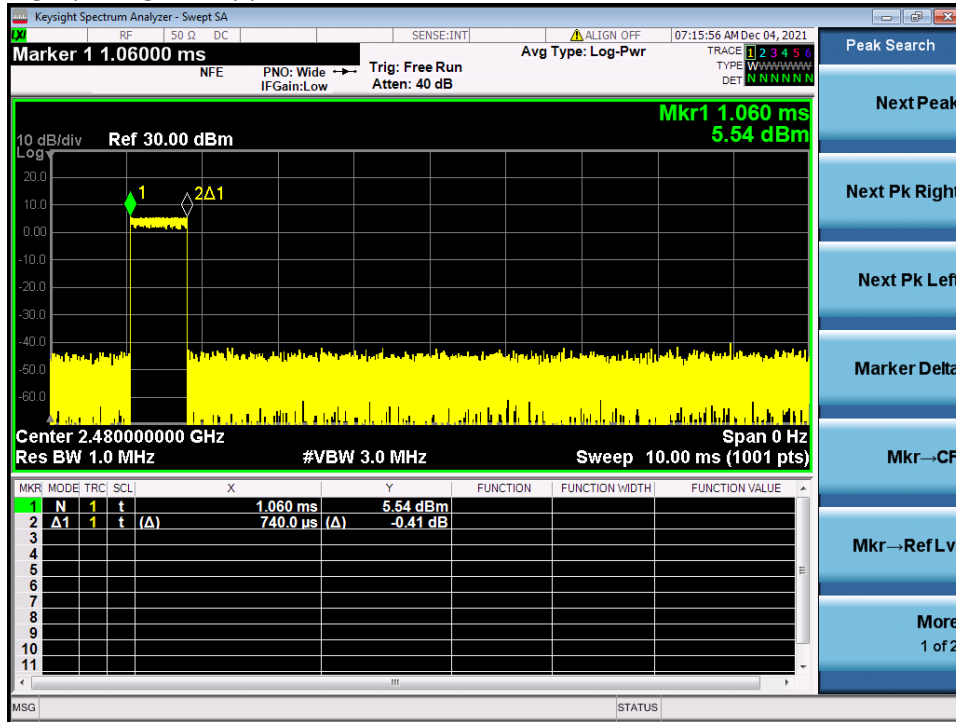 Keysight Spectrum Analyzer - Swept SA
LXI RF 50 Ω DC SENSE:INT ALIGN OFF 07:15:56 AM Dec 04, 2021
Marker 1 1.06000 ms
NFE
PNO: Wide
IFGain:Low
Trig: Free Run
Atten: 40 dB
Avg Type: Log-Pwr
TRACE 1 2 3 4 5 6
TYPE WWWWWWW
DET N N N N N N
Mkr1 1.060 ms
5.54 dBm
10 dB/div Ref 30.00 dBm
Log
20.0
10.0
0.00
-10.0
-20.0
-30.0
-40.0
-50.0
-60.0
1
2Δ1
Center 2.480000000 GHz Span 0 Hz
Res BW 1.0 MHz #VBW 3.0 MHz Sweep 10.00 ms (1001 pts)
MKR MODE TRC SCL X Y FUNCTION FUNCTION WIDTH FUNCTION VALUE
1 N 1 t 1.060 ms 5.54 dBm
2 Δ1 1 t (Δ) 740.0 µs (Δ) -0.41 dB
3
4
5
6
7
8
9
10
11
MSG STATUS
Peak Search
Next Peak
Next Pk Right
Next Pk Left
Marker Delta
Mkr→CF
Mkr→Ref Lv
More
1 of 2